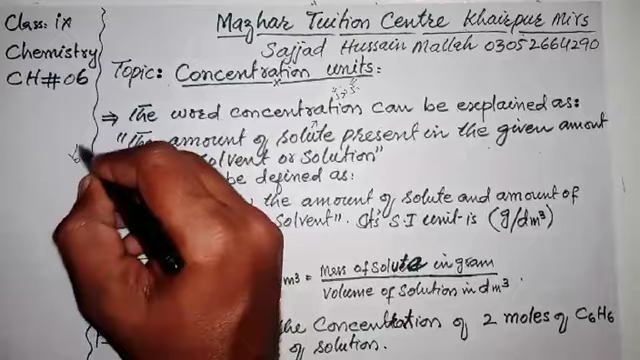 Class: ix
Chemistry
CH#06
Mazhar Tuition Centre Khairpur Mirs
Sajjad Hussain Mallah 03052664290
Topic: Concentration units:
⇒ The word concentration can be explained as:
"The amount of solute present in the given amount
solvent or solution"
be defined as:
the amount of solute and amount of
solvent". Its S.I unit is (g/dm³)
m³ = Mass of Solute in gram
Volume of Solution in dm³.
the Concentration of 2 moles of C6H6
of solution.